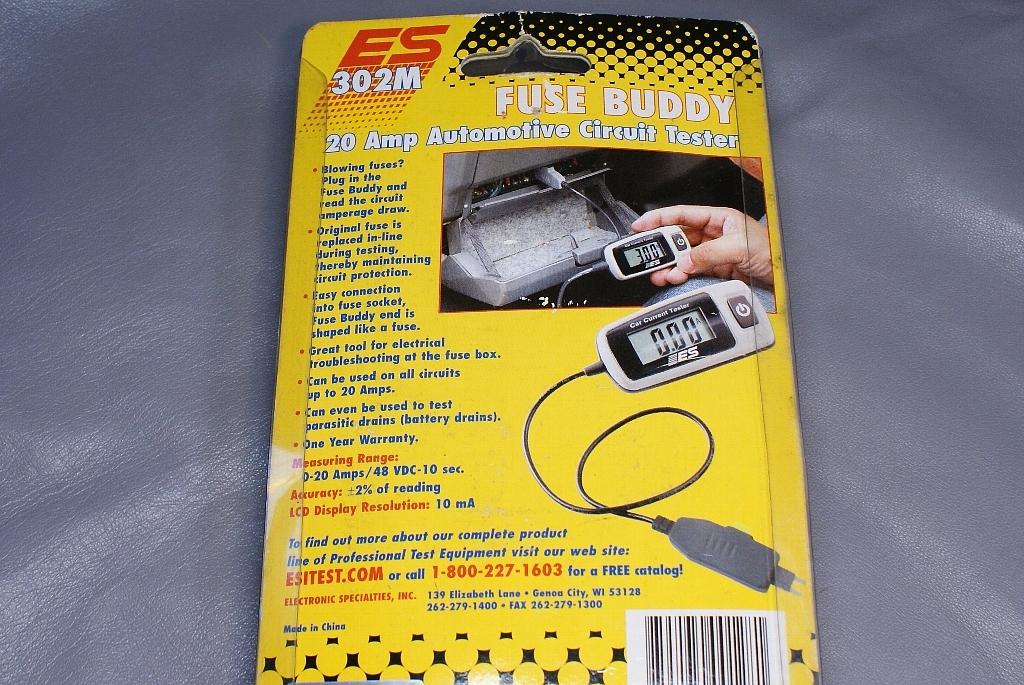 ES
302M
FUSE BUDDY
20 Amp Automotive Circuit Tester
• Blowing fuses?
Plug in the
Fuse Buddy and
read the circuit
amperage draw.
• Original fuse is
replaced in-line
during testing,
thereby maintaining
circuit protection.
• Easy connection
into fuse socket,
Fuse Buddy end is
shaped like a fuse.
• Great tool for electrical
troubleshooting at the fuse box.
• Can be used on all circuits
up to 20 Amps.
• Can even be used to test
parasitic drains (battery drains).
• One Year Warranty.
Measuring Range:
0-20 Amps/48 VDC-10 sec.
Accuracy: ±2% of reading
LCD Display Resolution: 10 mA
3.00
ES
Car Current Tester
0.00
ES
To find out more about our complete product
line of Professional Test Equipment visit our web site:
ESITEST.COM or call 1-800-227-1603 for a FREE catalog!
ELECTRONIC SPECIALTIES, INC. 139 Elizabeth Lane • Genoa City, WI 53128
262-279-1400 • FAX 262-279-1300
Made in China